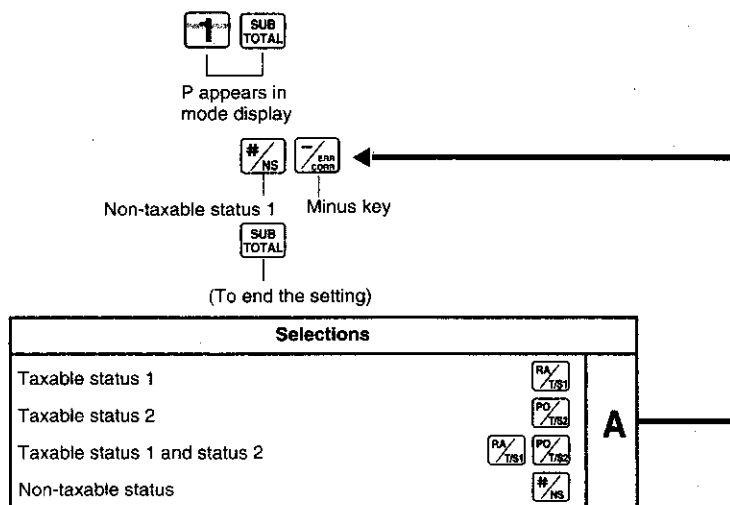 1 SUB TOTAL
P appears in
mode display
#/NS −/ERR CORR
Non-taxable status 1 Minus key
SUB TOTAL
(To end the setting)
Selections
Taxable status 1 RA/T/S1
Taxable status 2 PO/T/S2
A
Taxable status 1 and status 2 RA/T/S1 PO/T/S2
Non-taxable status #/NS